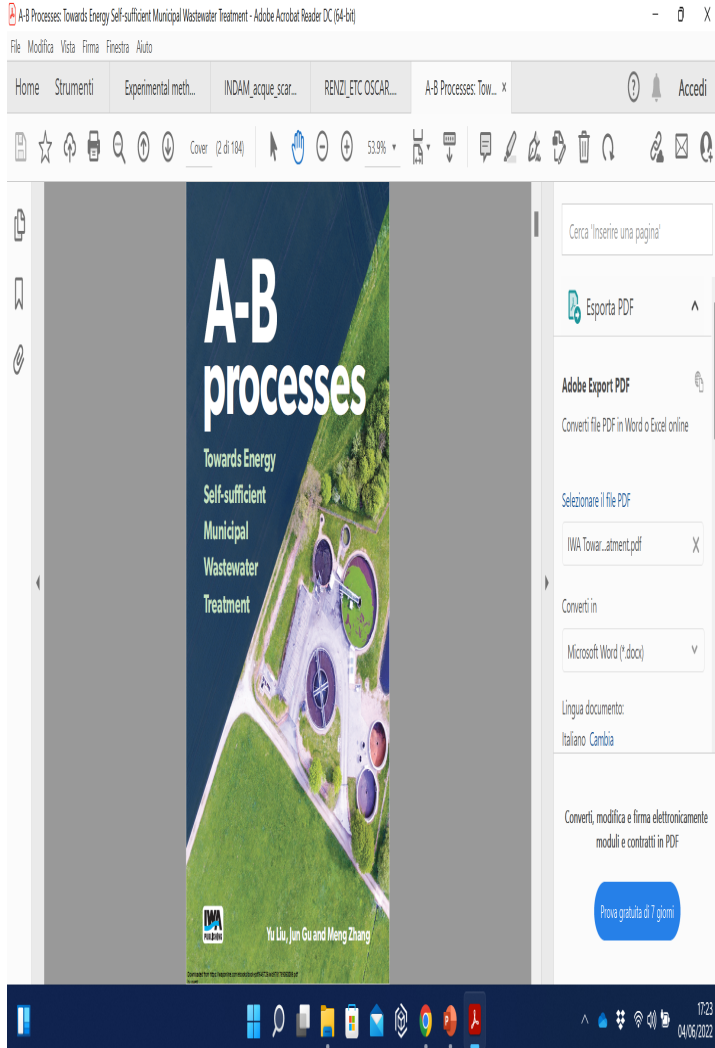 A-B Processes: Towards Energy Self-sufficient Municipal Wastewater Treatment - Adobe Acrobat Reader DC (64-bit)
File Modifica Vista Firma Finestra Aiuto
Home Strumenti Experimental meth... INDAM_acque_scar... RENZI_ETC OSCAR.... A-B Processes: Tow... × Accedi
Cover (2 di 184) 53.9%
A-B
processes
Towards Energy
Self-sufficient
Municipal
Wastewater
Treatment
IWA
PUBLISHING
Yu Liu, Jun Gu and Meng Zhang
Cerca 'Inserire una pagina'
Esporta PDF
Adobe Export PDF
Converti file PDF in Word o Excel online
Selezionare il file PDF
IWA Towar...atment.pdf X
Converti in
Microsoft Word (*.docx)
Lingua documento:
Italiano Cambia
Converti, modifica e firma elettronicamente
moduli e contratti in PDF
Prova gratuita di 7 giorni
17:23
04/06/2022